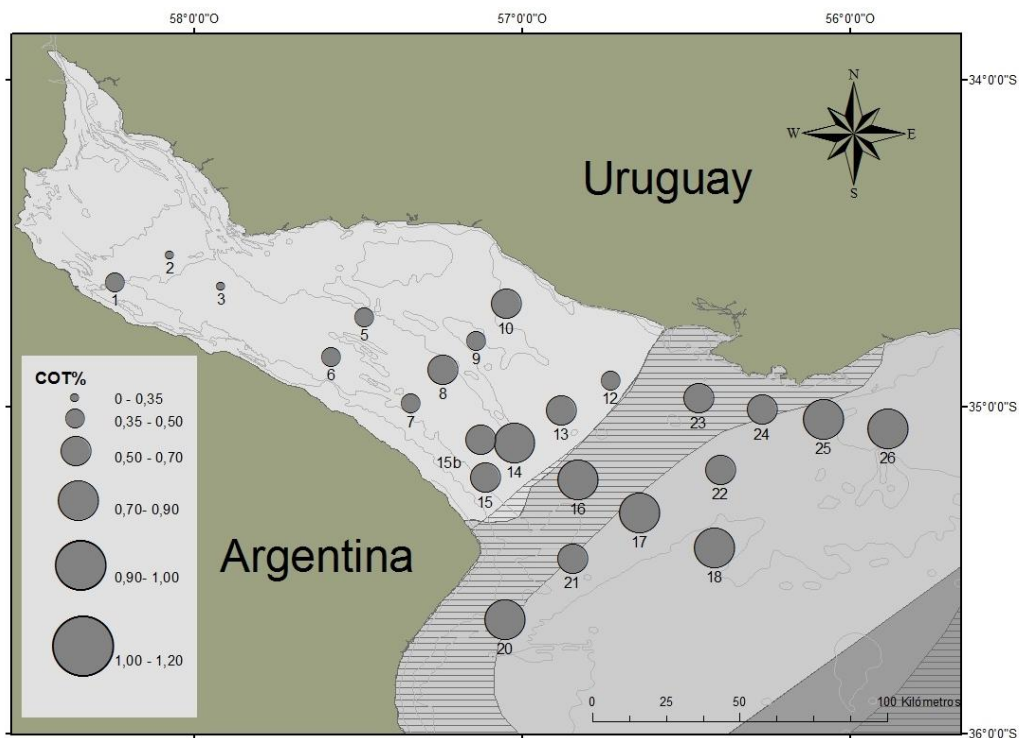 58°0'0"O
57°0'0"O
56°0'0"O
34°0'0"S
N
W
E
S
Uruguay
2
1
3
10
5
9
6
8
12
7
23
13
24
25
26
15b
14
22
15
16
17
18
21
20
Argentina
35°0'0"S
COT%
0 - 0,35
0,35 - 0,50
0,50 - 0,70
0,70- 0,90
0,90- 1,00
1,00 - 1,20
0 25 50 100 Kilómetros
36°0'0"S